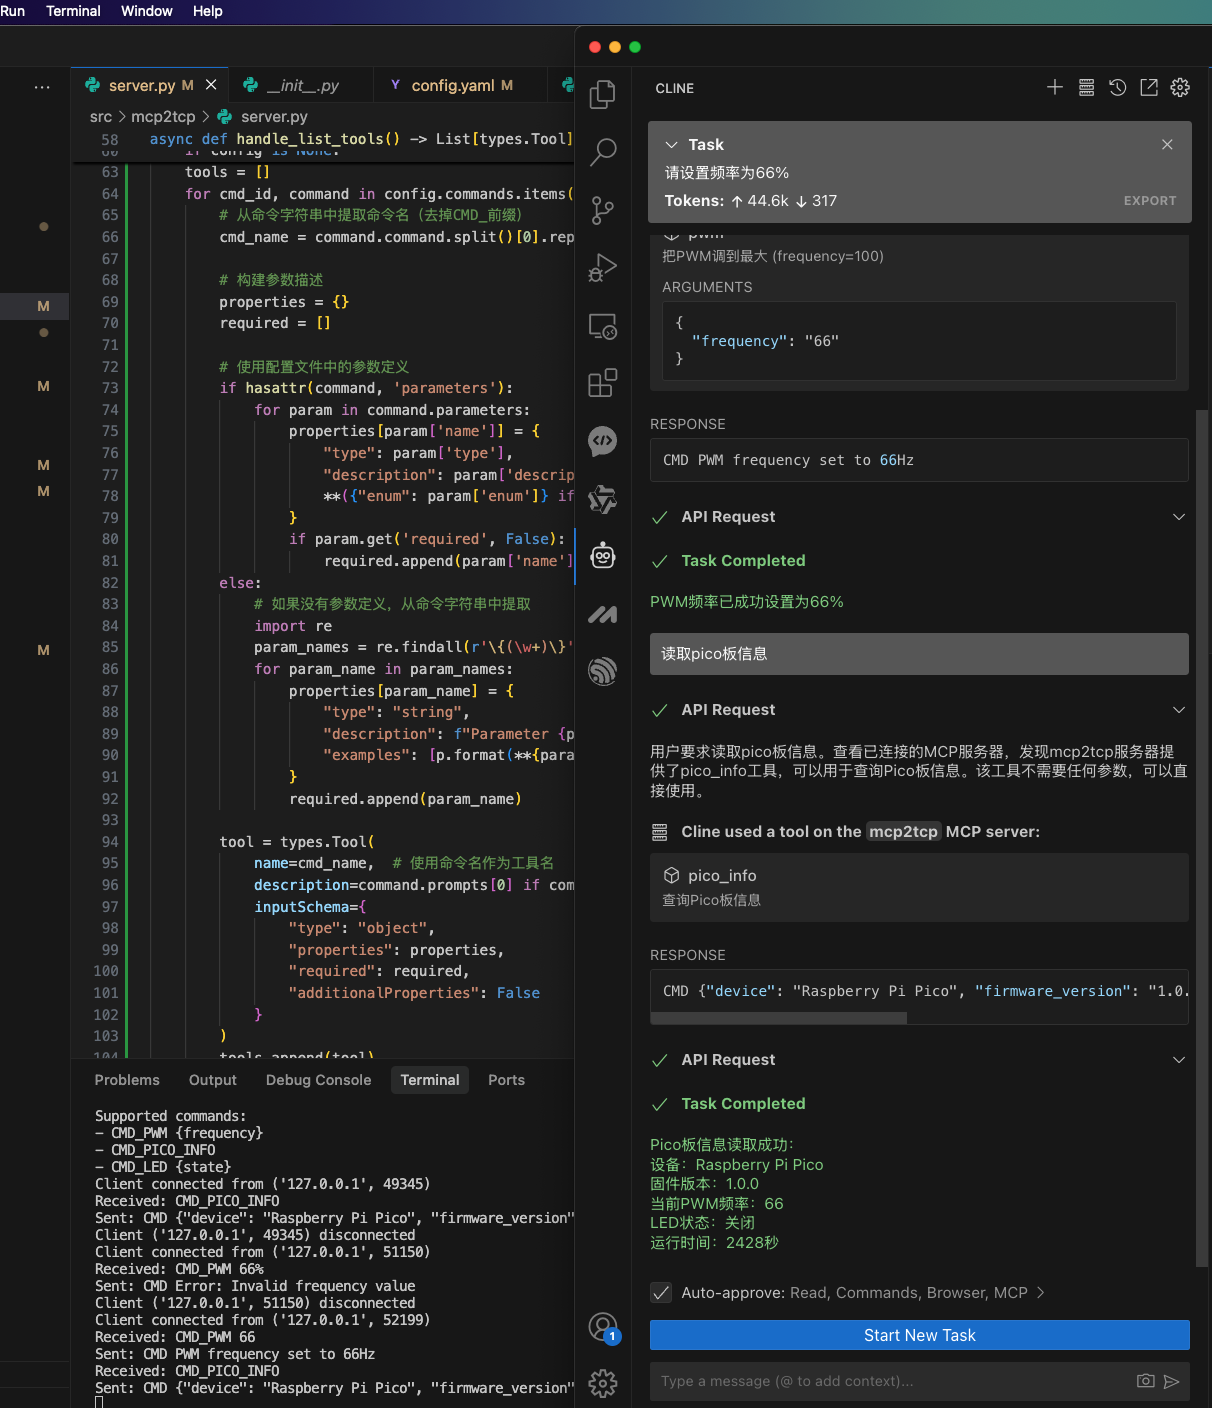 Run Terminal Window Help
server.py M
__init__.py
config.yaml M
src > mcp2tcp > server.py
58 async def handle_list_tools() -> List[types.Tool]
60 if config is None:
63 tools = []
64 for cmd_id, command in config.commands.items(
65 # 从命令字符串中提取命令名（去掉CMD_前缀）
66 cmd_name = command.command.split()[0].rep
67
68 # 构建参数描述
69 properties = {}
70 required = []
71
72 # 使用配置文件中的参数定义
73 if hasattr(command, 'parameters'):
74 for param in command.parameters:
75 properties[param['name']] = {
76 "type": param['type'],
77 "description": param['descrip
78 **({"enum": param['enum']} if
79 }
80 if param.get('required', False):
81 required.append(param['name']
82 else:
83 # 如果没有参数定义，从命令字符串中提取
84 import re
85 param_names = re.findall(r'\{(\w+)\}'
86 for param_name in param_names:
87 properties[param_name] = {
88 "type": "string",
89 "description": f"Parameter {p
90 "examples": [p.format(**{para
91 }
92 required.append(param_name)
93
94 tool = types.Tool(
95 name=cmd_name, # 使用命令名作为工具名
96 description=command.prompts[0] if com
97 inputSchema={
98 "type": "object",
99 "properties": properties,
100 "required": required,
101 "additionalProperties": False
102 }
103 )
104 tools.append(tool)
M
M
M
M
M
Problems Output Debug Console Terminal Ports
Supported commands:
- CMD_PWM {frequency}
- CMD_PICO_INFO
- CMD_LED {state}
Client connected from ('127.0.0.1', 49345)
Received: CMD_PICO_INFO
Sent: CMD {"device": "Raspberry Pi Pico", "firmware_version"
Client ('127.0.0.1', 49345) disconnected
Client connected from ('127.0.0.1', 51150)
Received: CMD_PWM 66%
Sent: CMD Error: Invalid frequency value
Client ('127.0.0.1', 51150) disconnected
Client connected from ('127.0.0.1', 52199)
Received: CMD_PWM 66
Sent: CMD PWM frequency set to 66Hz
Received: CMD_PICO_INFO
Sent: CMD {"device": "Raspberry Pi Pico", "firmware_version"
CLINE
Task
请设置频率为66%
Tokens: ↑ 44.6k ↓ 317
EXPORT
pwm
把PWM调到最大 (frequency=100)
ARGUMENTS
{
"frequency": "66"
}
RESPONSE
CMD PWM frequency set to 66Hz
API Request
Task Completed
PWM频率已成功设置为66%
读取pico板信息
API Request
用户要求读取pico板信息。查看已连接的MCP服务器，发现mcp2tcp服务器提
供了pico_info工具，可以用于查询Pico板信息。该工具不需要任何参数，可以直
接使用。
Cline used a tool on the mcp2tcp MCP server:
pico_info
查询Pico板信息
RESPONSE
CMD {"device": "Raspberry Pi Pico", "firmware_version": "1.0.
API Request
Task Completed
Pico板信息读取成功：
设备：Raspberry Pi Pico
固件版本：1.0.0
当前PWM频率：66
LED状态：关闭
运行时间：2428秒
Auto-approve: Read, Commands, Browser, MCP >
Start New Task
1
Type a message (@ to add context)...